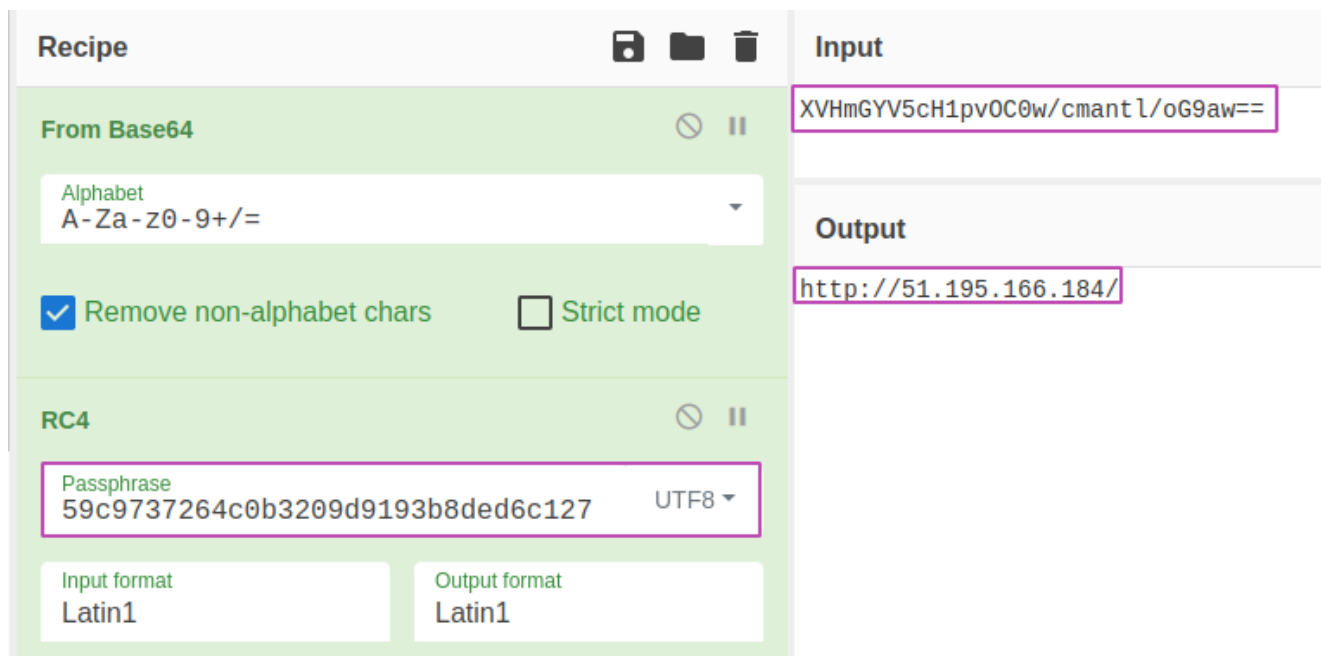 Recipe
From Base64
Alphabet
A-Za-z0-9+/=
Remove non-alphabet chars
Strict mode
RC4
Passphrase
59c9737264c0b3209d9193b8ded6c127
UTF8
Input format
Latin1
Output format
Latin1
Input
XVHmGYV5cH1pvOC0w/cmantl/oG9aw==
Output
http://51.195.166.184/